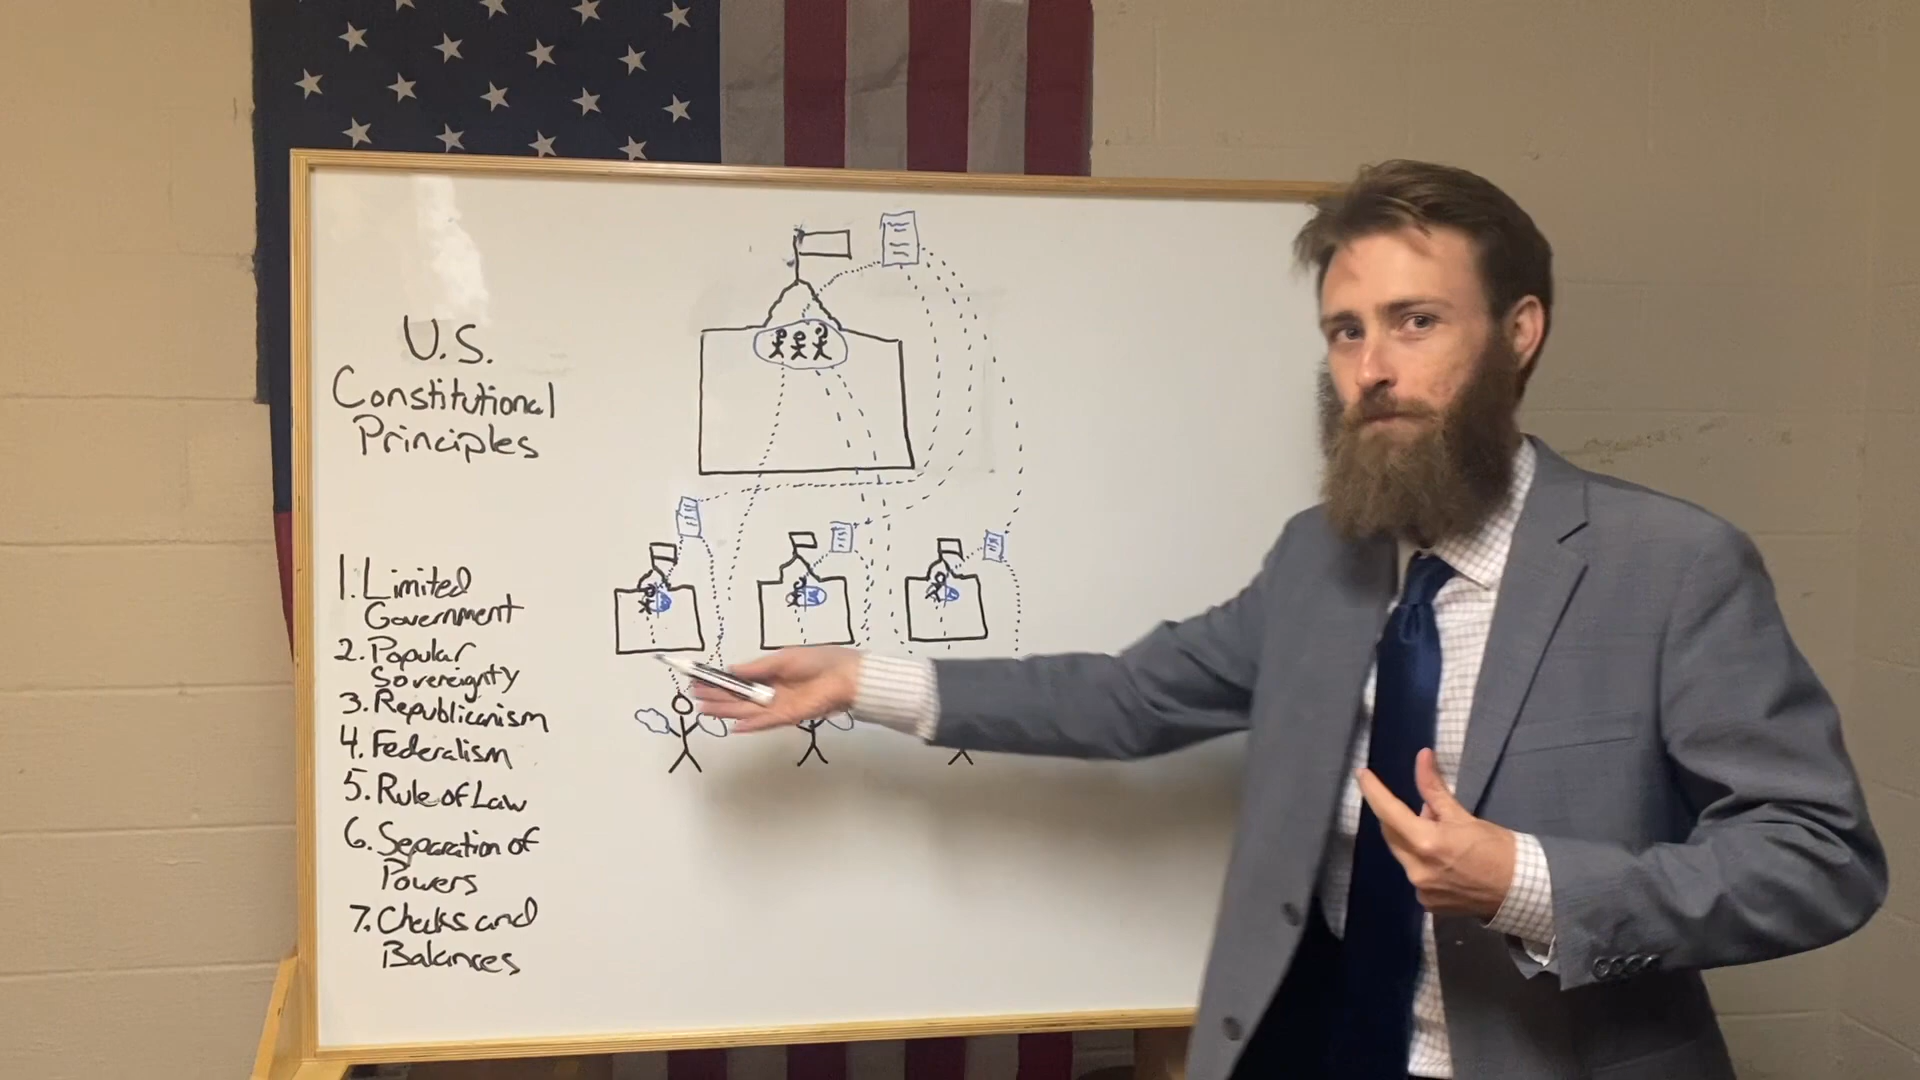 U.S.
Constitutional
Principles
1. Limited
Government
2. Popular
Sovereignty
3. Republicanism
4. Federalism
5. Rule of Law
6. Separation of
Powers
7. Checks and
Balances